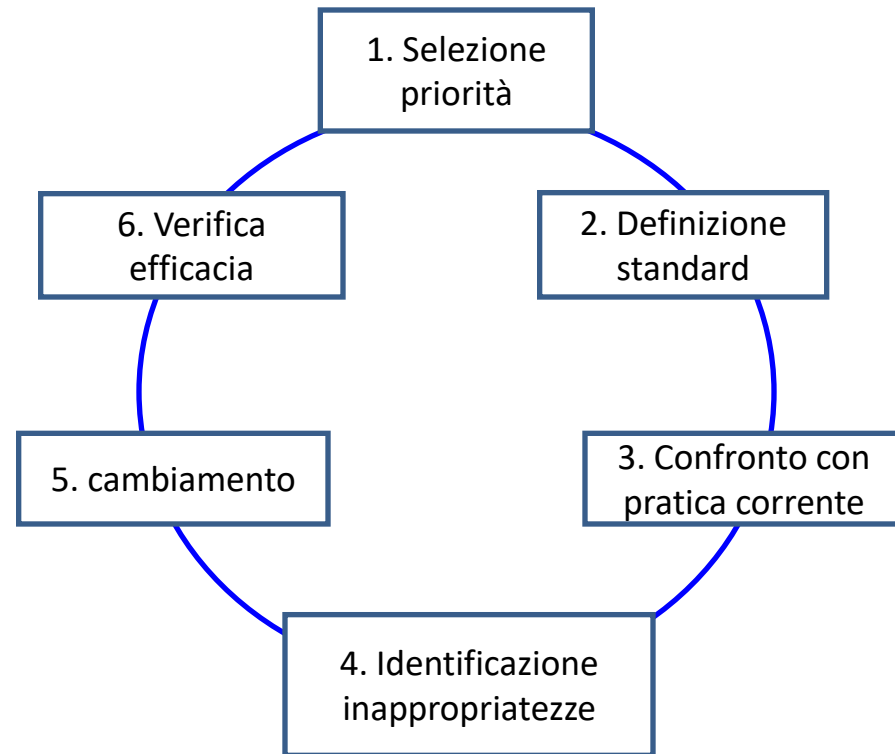 1. Selezione
priorità
2. Definizione
standard
3. Confronto con
pratica corrente
4. Identificazione
inappropriatezze
5. cambiamento
6. Verifica
efficacia